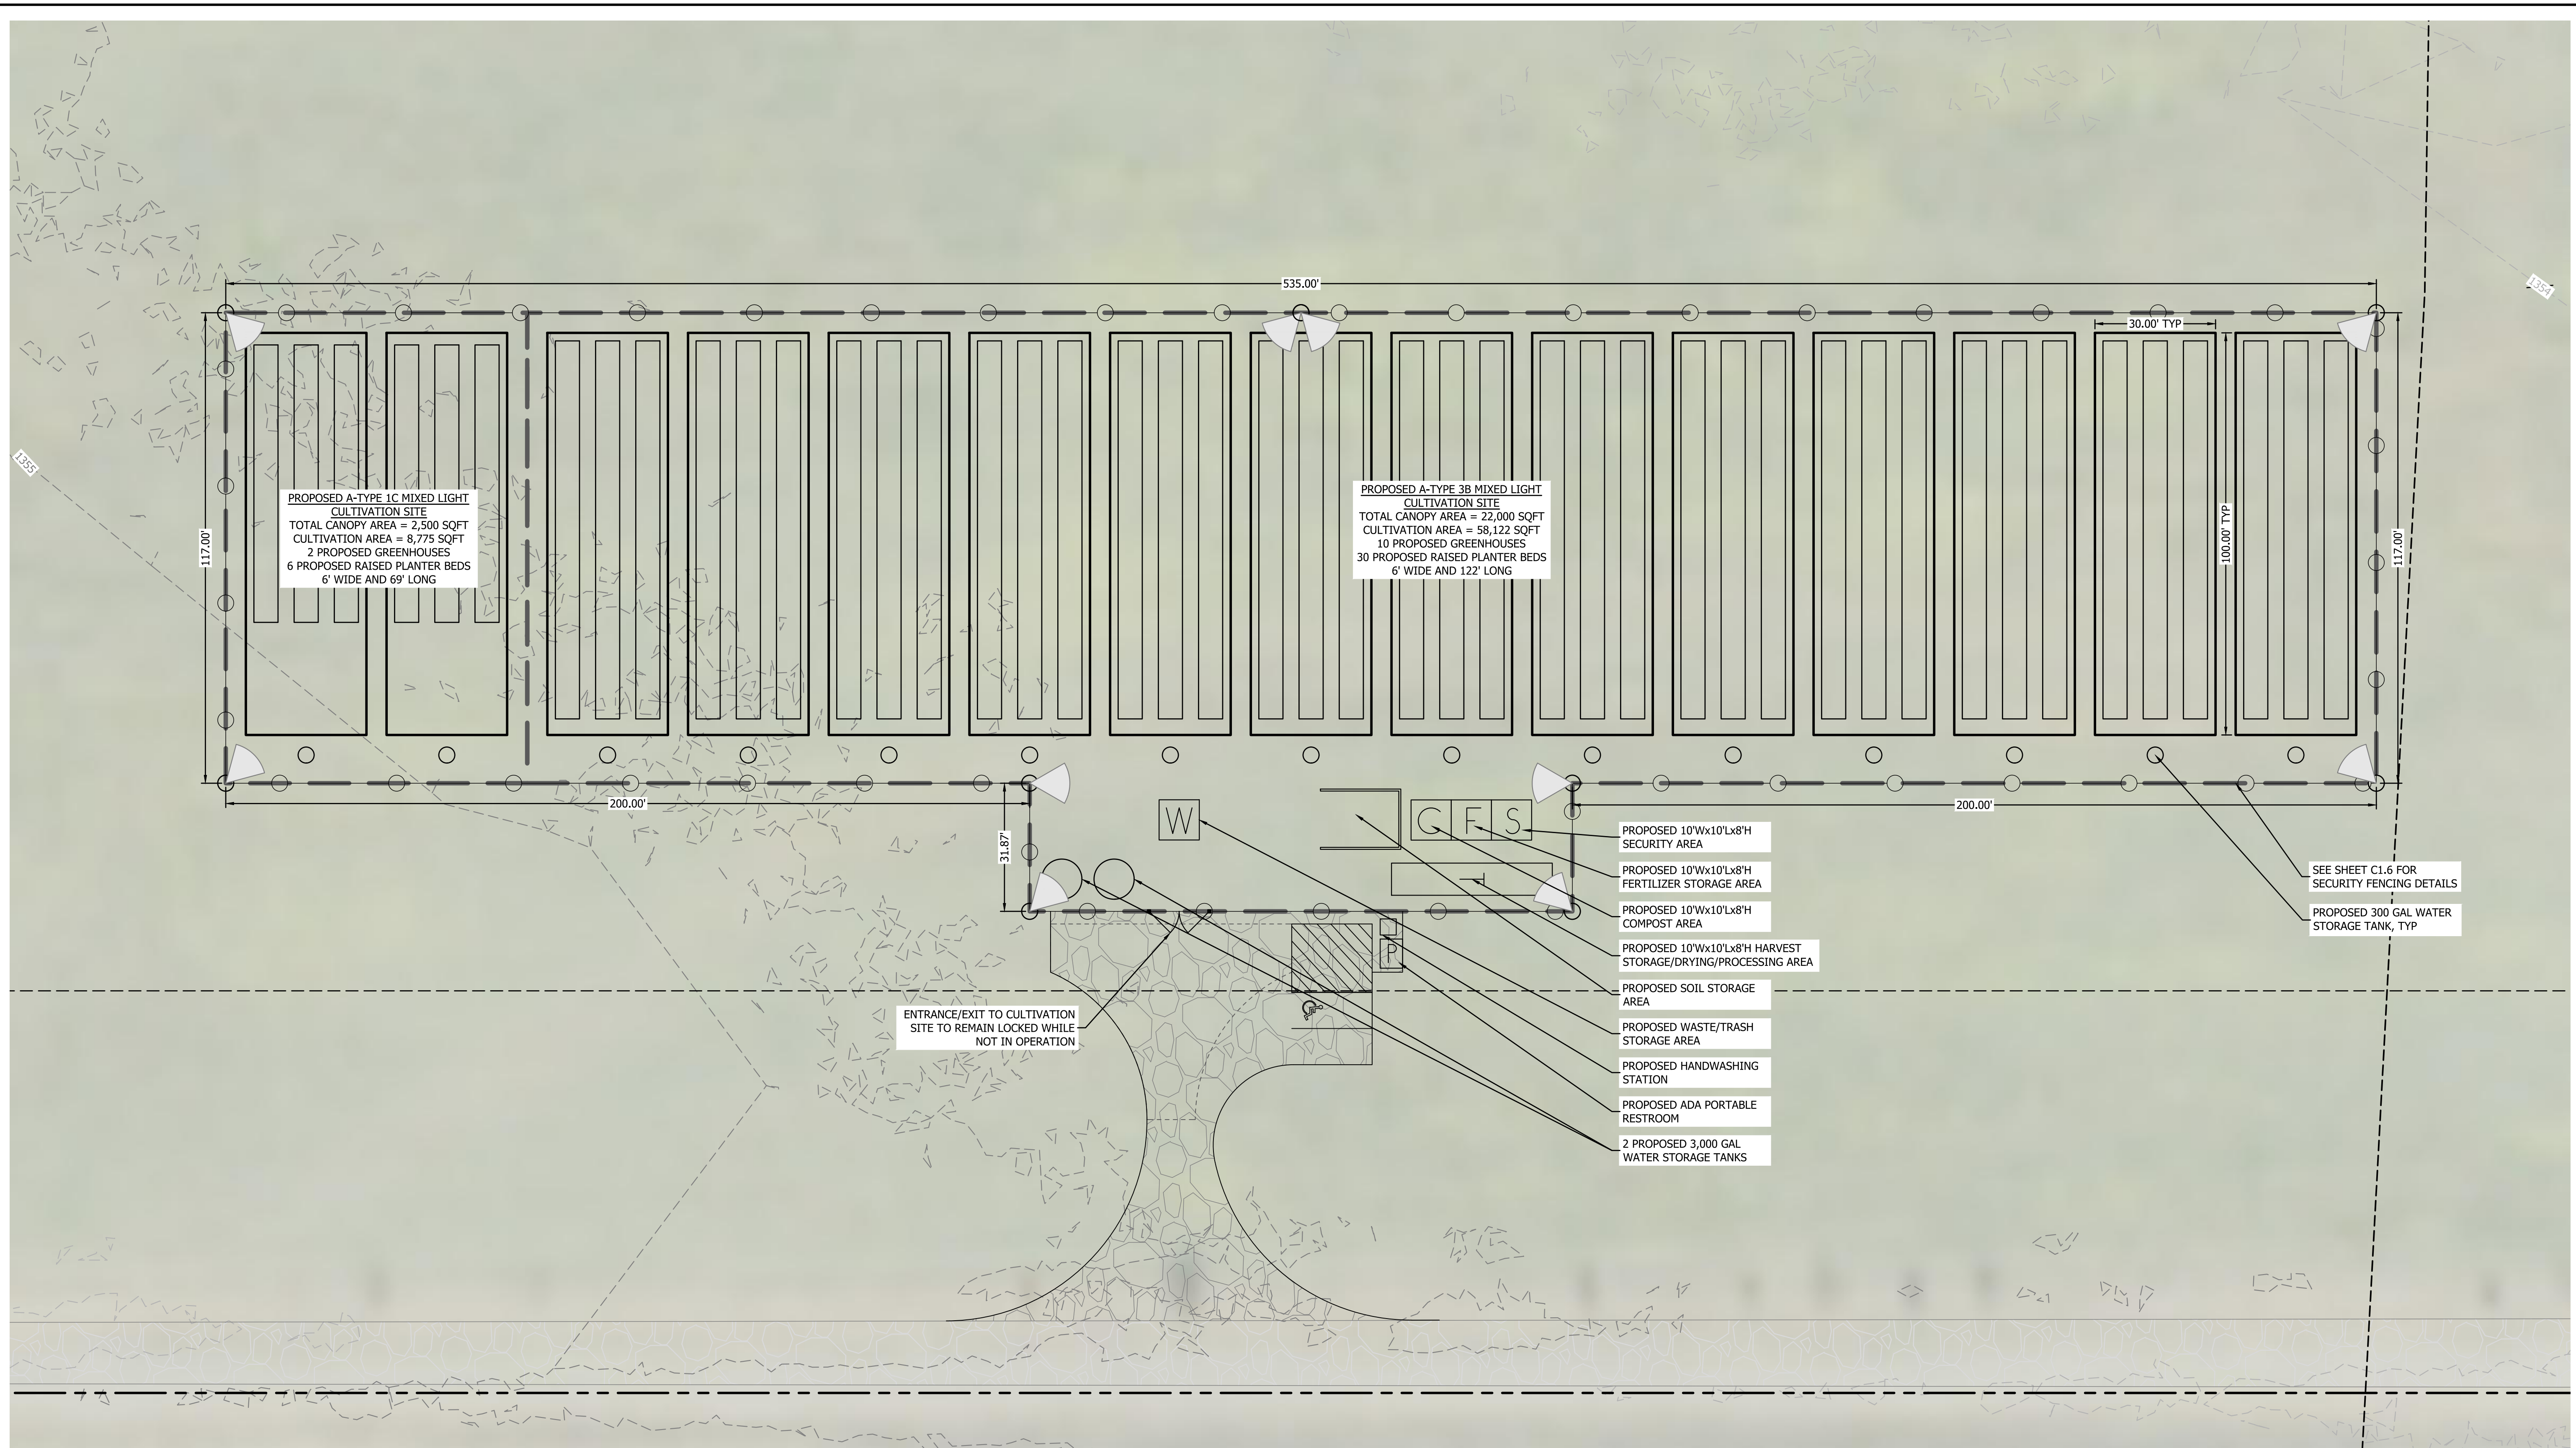 535.00'
1354
30.00' TYP
1355
PROPOSED A-TYPE 1C MIXED LIGHT
CULTIVATION SITE
TOTAL CANOPY AREA = 2,500 SQFT
CULTIVATION AREA = 8,775 SQFT
2 PROPOSED GREENHOUSES
6 PROPOSED RAISED PLANTER BEDS
6' WIDE AND 69' LONG
PROPOSED A-TYPE 3B MIXED LIGHT
CULTIVATION SITE
TOTAL CANOPY AREA = 22,000 SQFT
CULTIVATION AREA = 58,122 SQFT
10 PROPOSED GREENHOUSES
30 PROPOSED RAISED PLANTER BEDS
6' WIDE AND 122' LONG
117.00'
100.00' TYP
117.00'
200.00'
200.00'
31.87'
W
C
F
S
T
P
PROPOSED 10'Wx10'Lx8'H
SECURITY AREA
PROPOSED 10'Wx10'Lx8'H
FERTILIZER STORAGE AREA
PROPOSED 10'Wx10'Lx8'H
COMPOST AREA
PROPOSED 10'Wx10'Lx8'H HARVEST
STORAGE/DRYING/PROCESSING AREA
PROPOSED SOIL STORAGE
AREA
PROPOSED WASTE/TRASH
STORAGE AREA
PROPOSED HANDWASHING
STATION
PROPOSED ADA PORTABLE
RESTROOM
2 PROPOSED 3,000 GAL
WATER STORAGE TANKS
SEE SHEET C1.6 FOR
SECURITY FENCING DETAILS
PROPOSED 300 GAL WATER
STORAGE TANK, TYP
ENTRANCE/EXIT TO CULTIVATION
SITE TO REMAIN LOCKED WHILE
NOT IN OPERATION